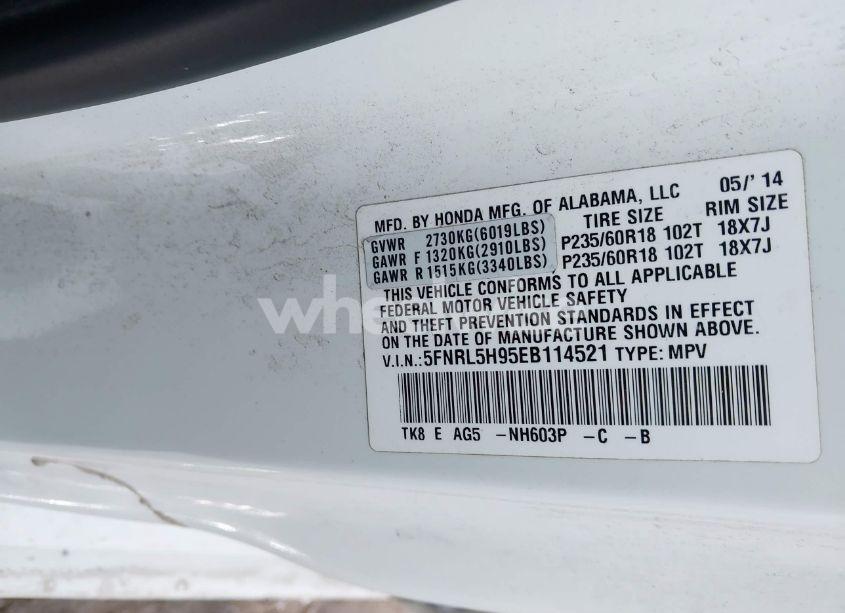 MFD. BY HONDA MFG. OF ALABAMA, LLC 05/' 14
TIRE SIZE RIM SIZE
GVWR 2730KG(6019LBS)
GAWR F 1320KG(2910LBS) P235/60R18 102T 18X7J
GAWR R 1515KG(3340LBS) P235/60R18 102T 18X7J
THIS VEHICLE CONFORMS TO ALL APPLICABLE
FEDERAL MOTOR VEHICLE SAFETY
AND THEFT PREVENTION STANDARDS IN EFFECT
ON THE DATE OF MANUFACTURE SHOWN ABOVE.
V.I.N.:5FNRL5H95EB114521 TYPE: MPV
TK8 E AG5 -NH603P -C -B